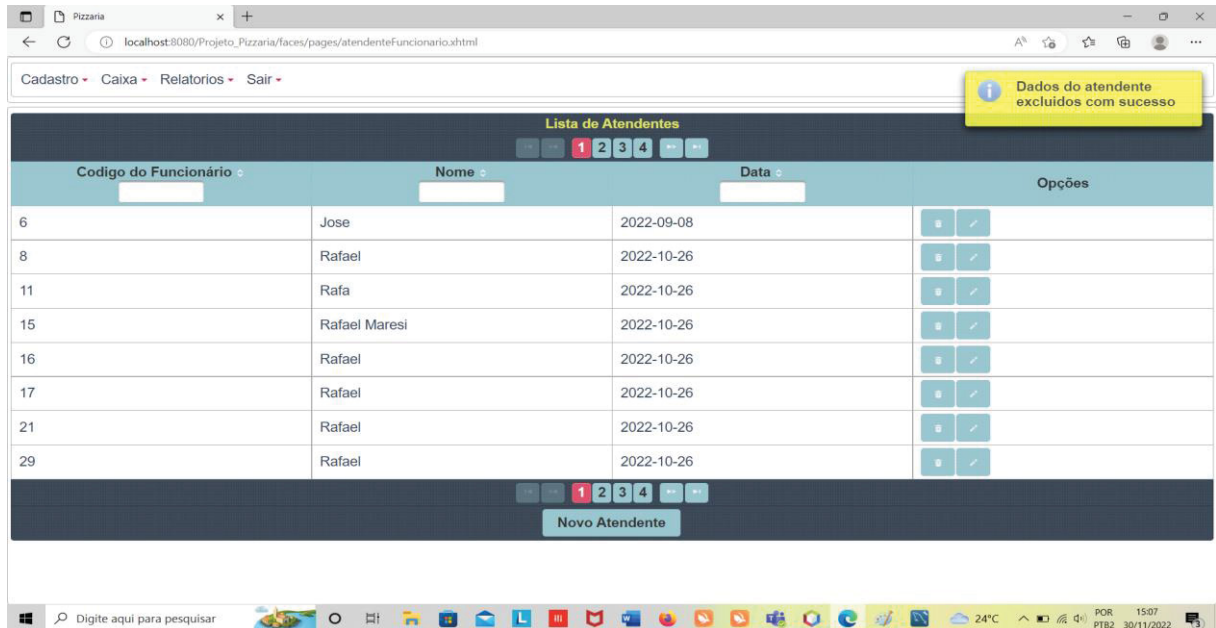 Pizzaria
localhost:8080/Projeto_Pizzaria/faces/pages/atendenteFuncionario.xhtml
Cadastro Caixa Relatorios Sair
Dados do atendente
excluidos com sucesso
Lista de Atendentes
1 2 3 4
Codigo do Funcionário Nome Data Opções
6 Jose 2022-09-08
8 Rafael 2022-10-26
11 Rafa 2022-10-26
15 Rafael Maresi 2022-10-26
16 Rafael 2022-10-26
17 Rafael 2022-10-26
21 Rafael 2022-10-26
29 Rafael 2022-10-26
1 2 3 4
Novo Atendente
Digite aqui para pesquisar 24°C POR 15:07
PTB2 30/11/2022